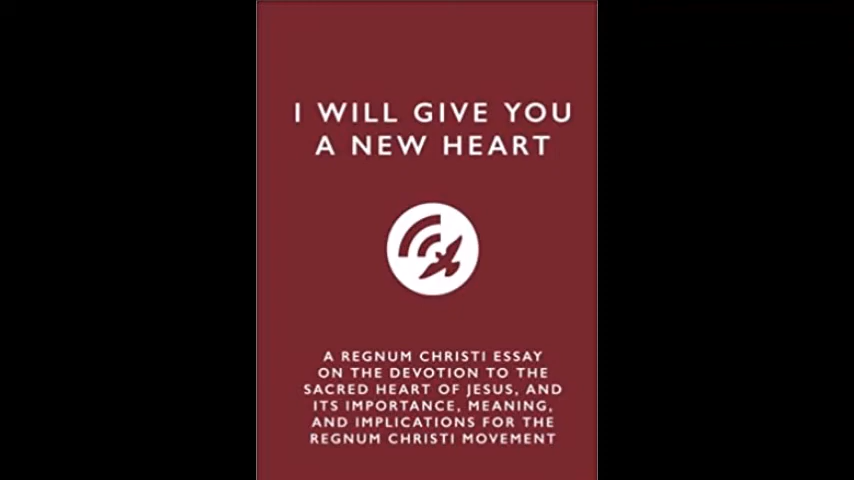 I WILL GIVE YOU
A NEW HEART
A REGNUM CHRISTI ESSAY
ON THE DEVOTION TO THE
SACRED HEART OF JESUS, AND
ITS IMPORTANCE, MEANING,
AND IMPLICATIONS FOR THE
REGNUM CHRISTI MOVEMENT